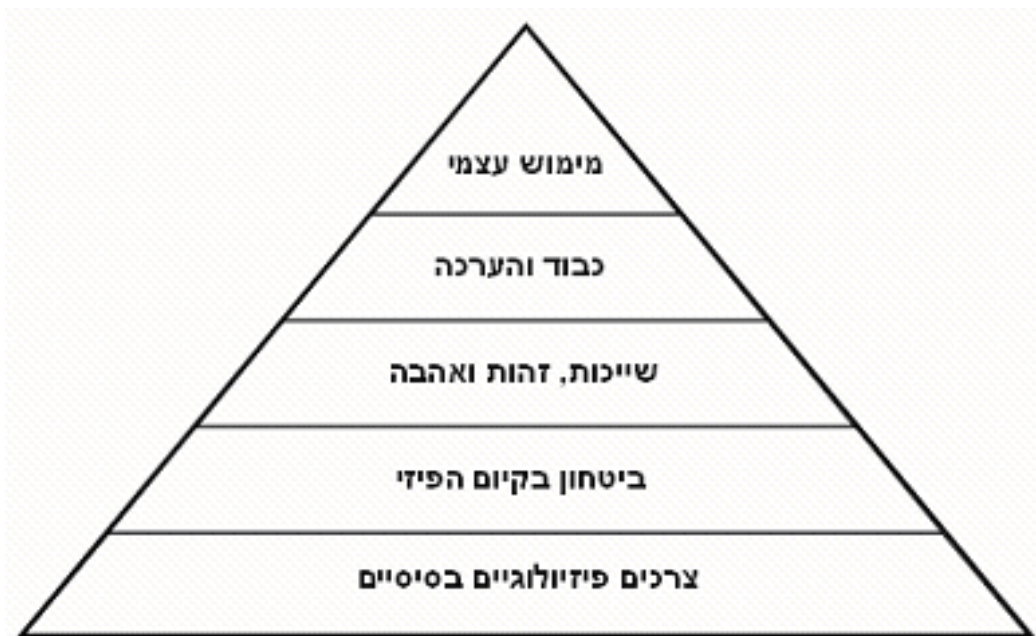 מימוש עצמי
כבוד והערכה
שייכות, זהות ואהבה
ביטחון בקיום הפיזי
צרכים פיזיולוגיים בסיסיים